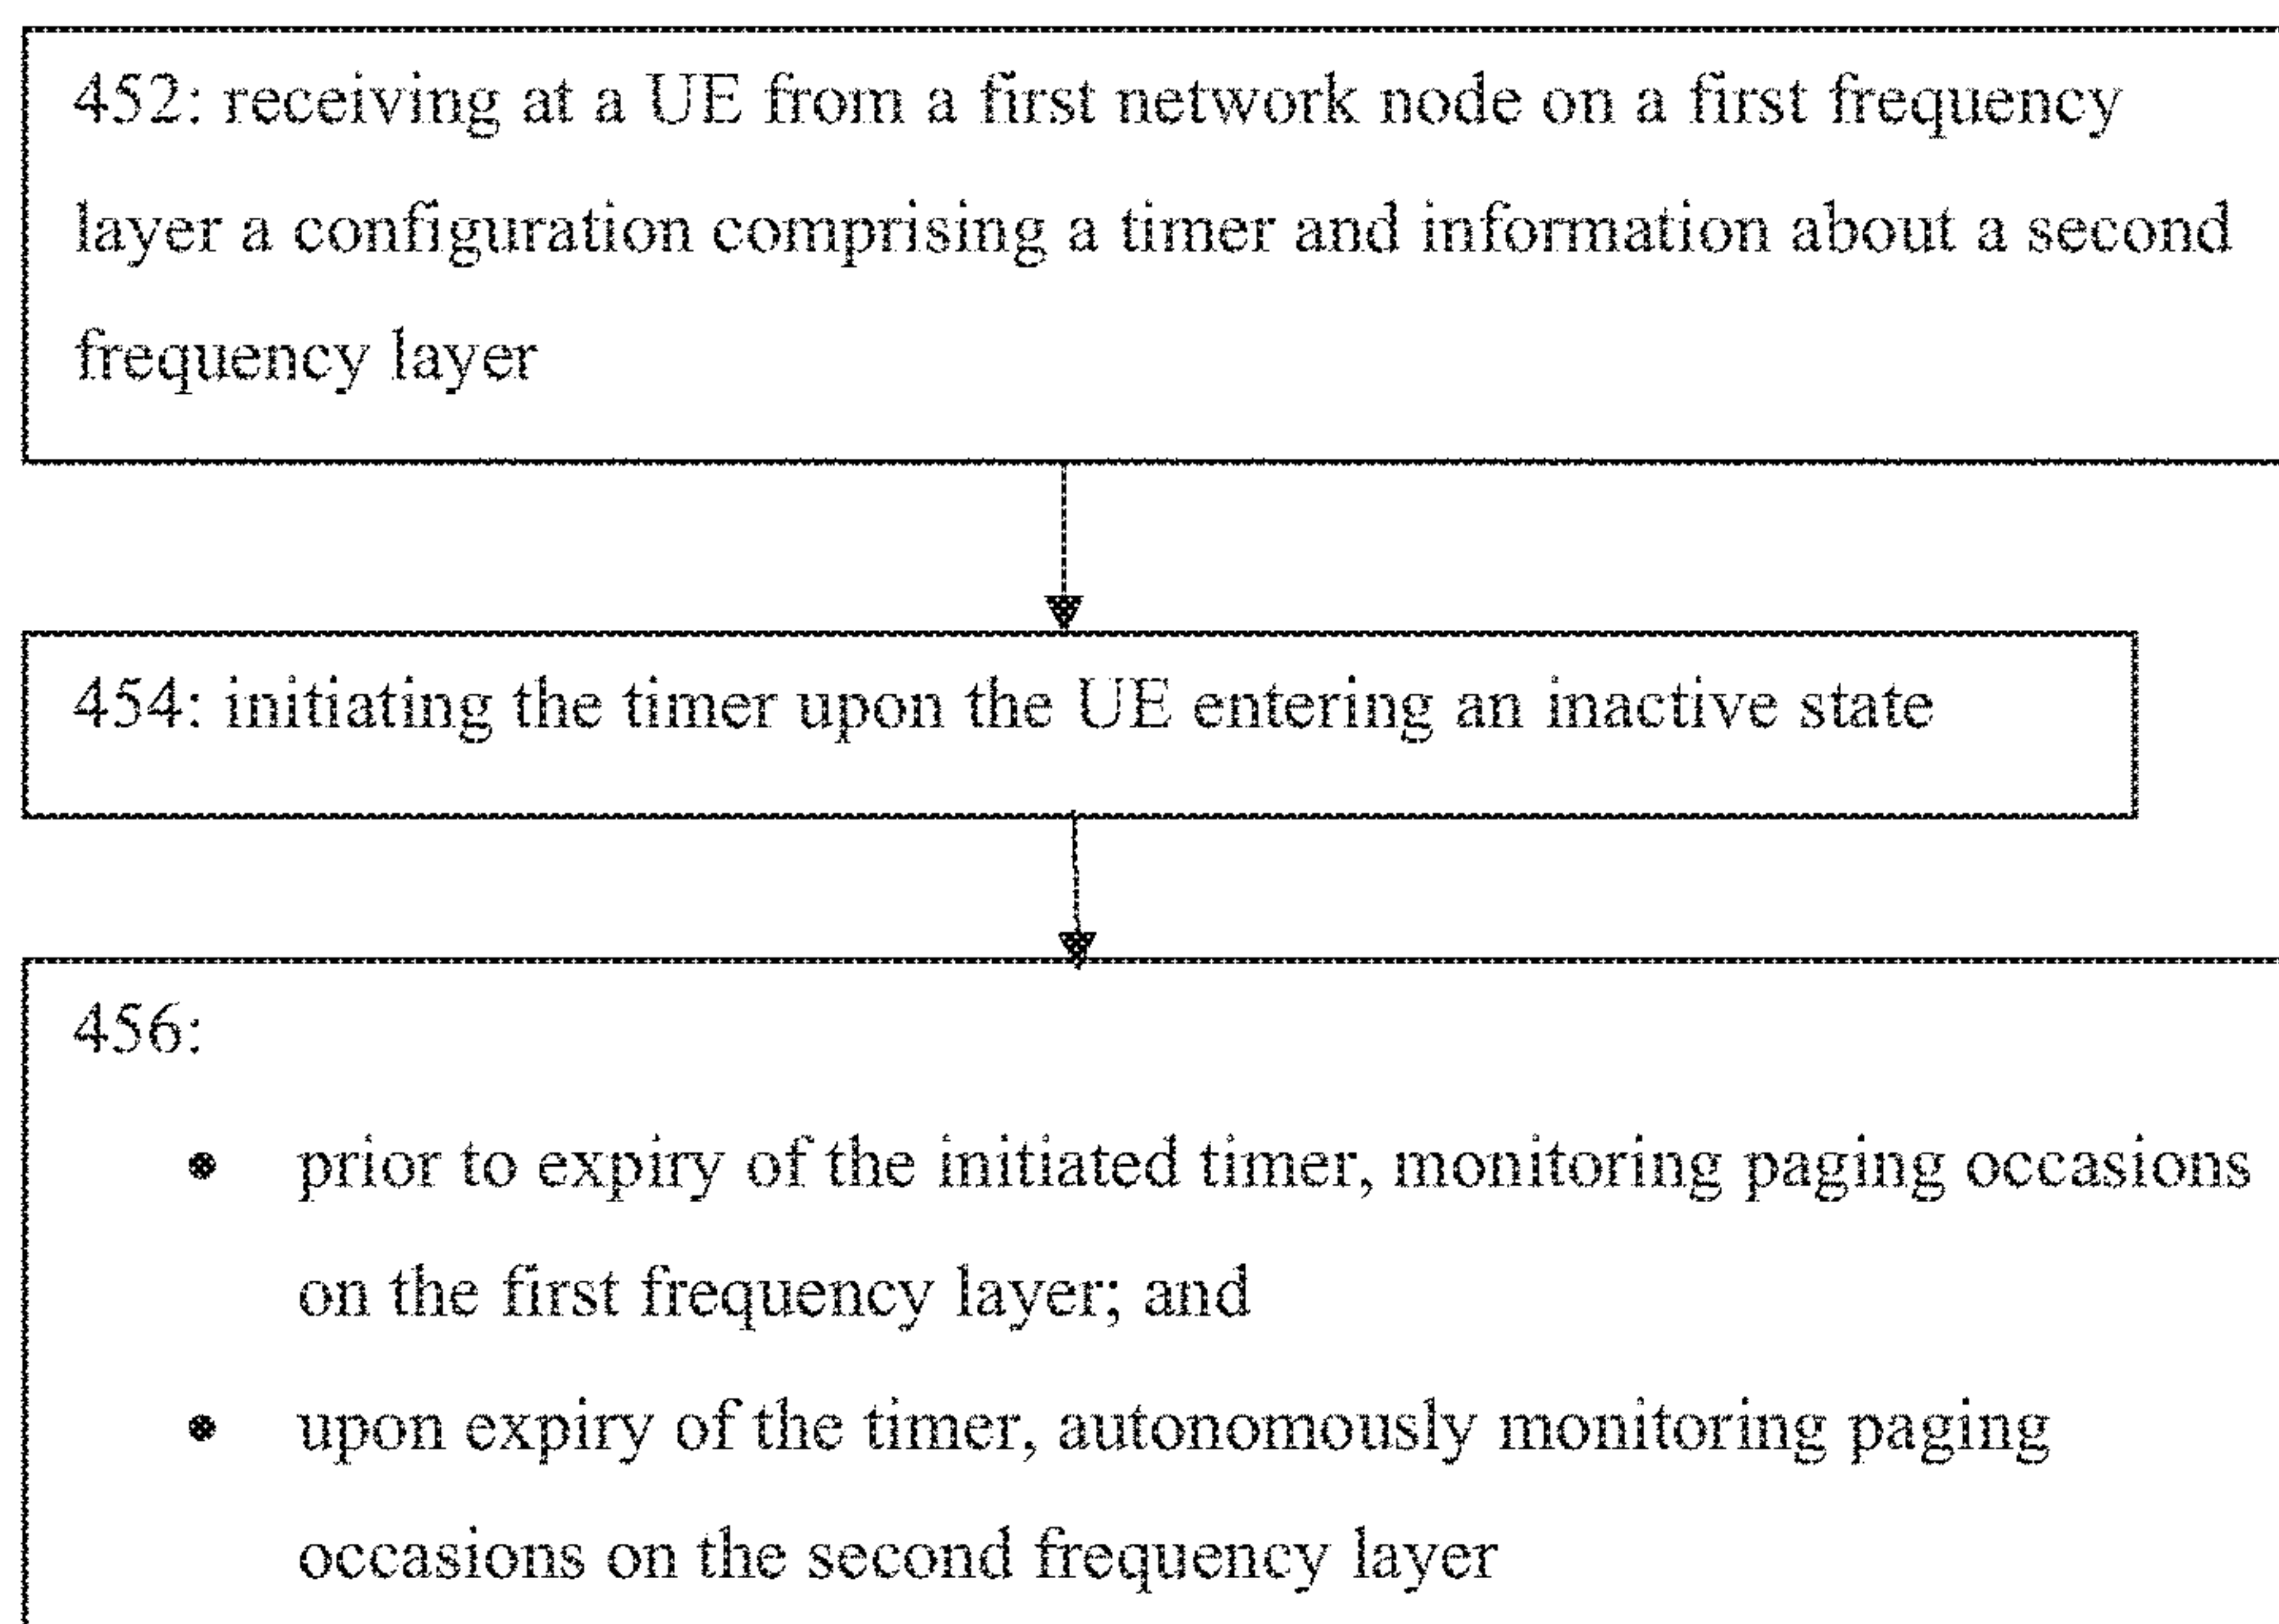 452: receiving at a UE from a first network node on a first frequency
layer a configuration comprising a timer and information about a second
frequency layer
454: initiating the timer upon the UE entering an inactive state
456:
• prior to expiry of the initiated timer, monitoring paging occasions
on the first frequency layer; and
• upon expiry of the timer, autonomously monitoring paging
occasions on the second frequency layer